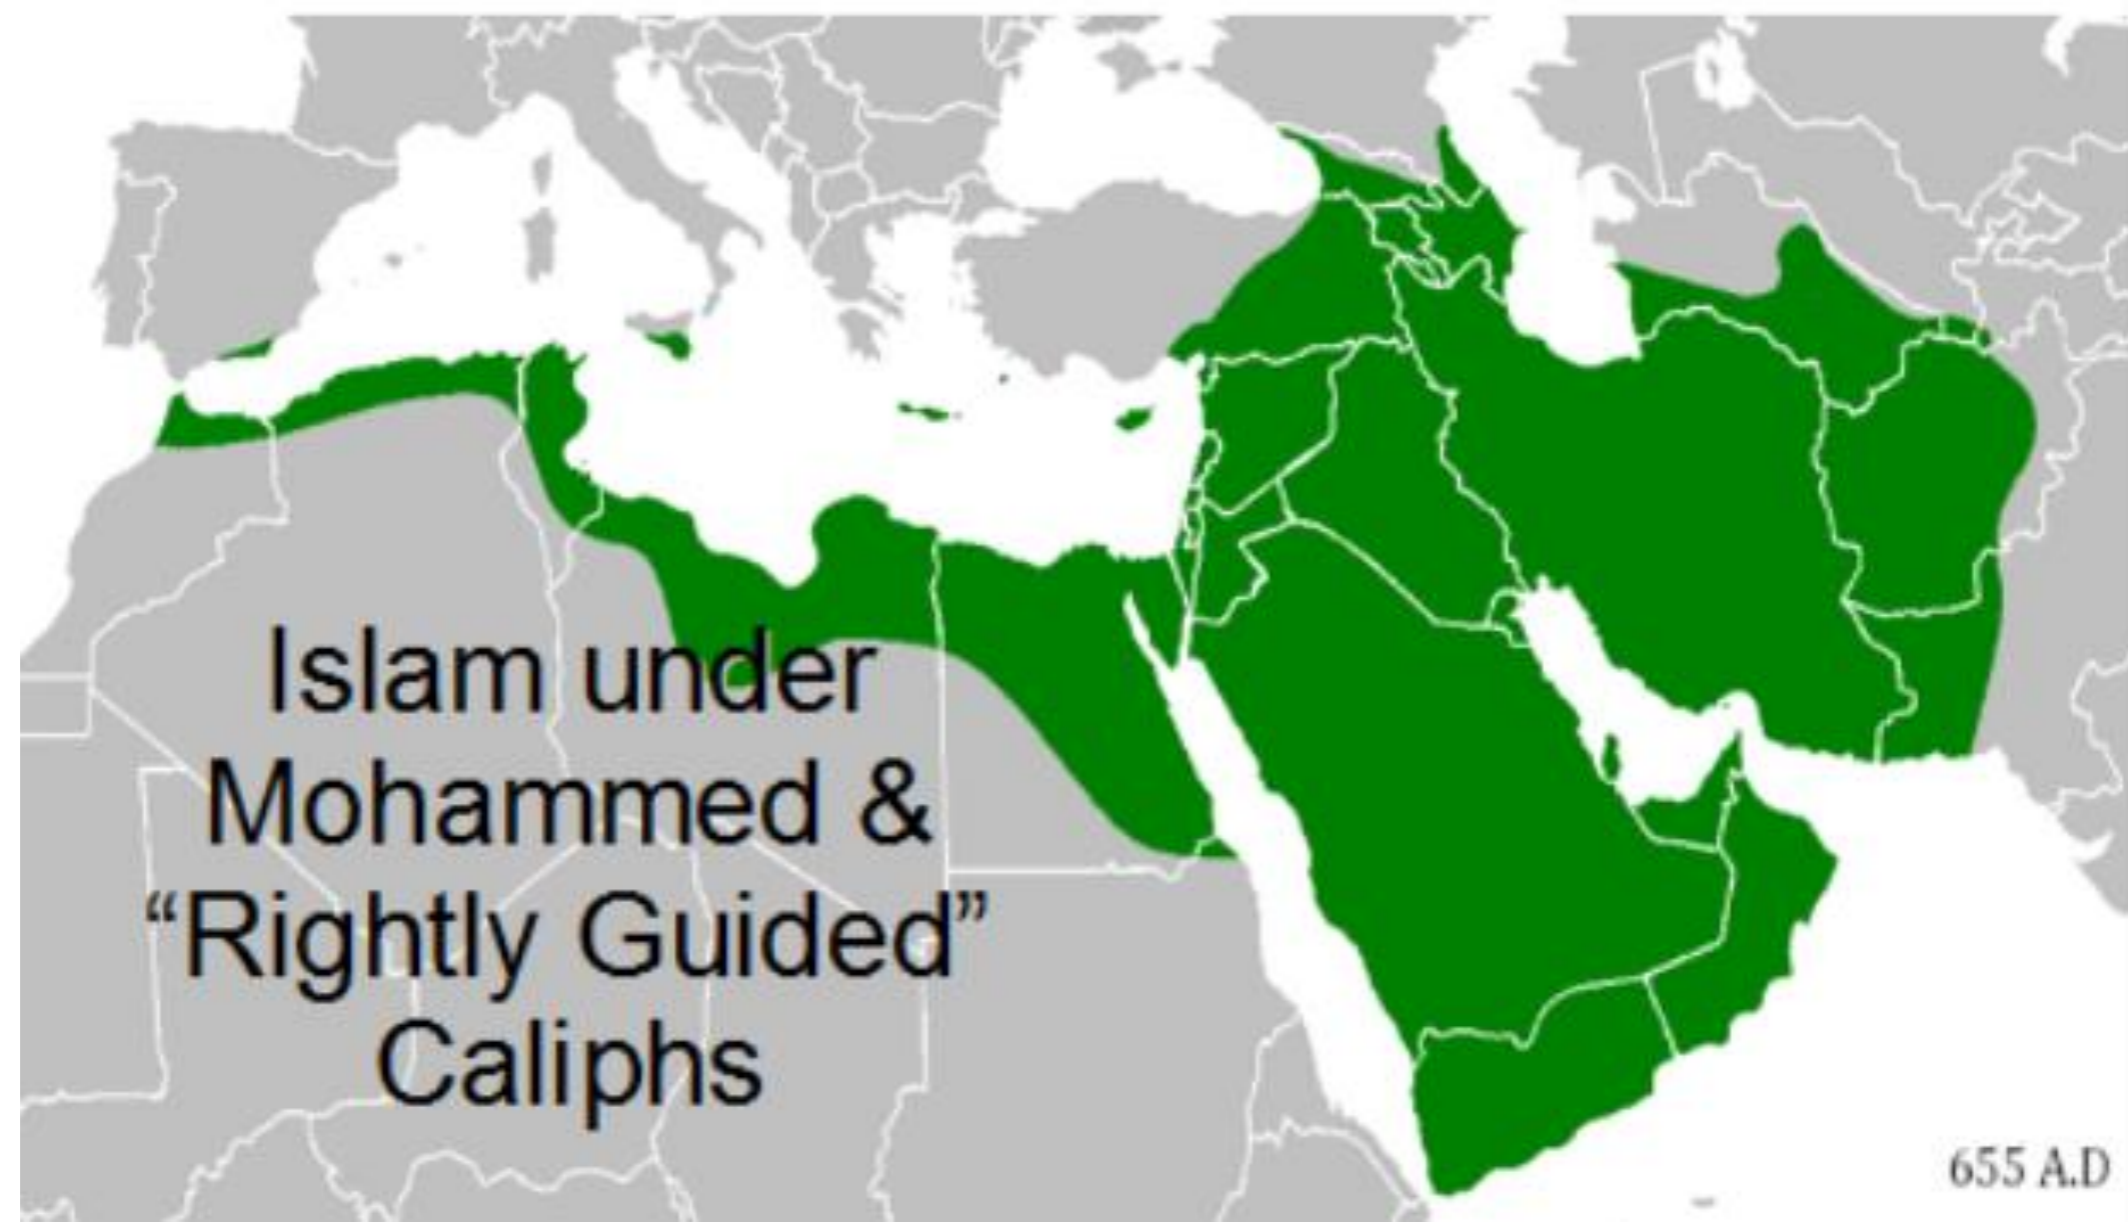 Islam under
Mohammed &
“Rightly Guided”
Caliphs
655 A.D